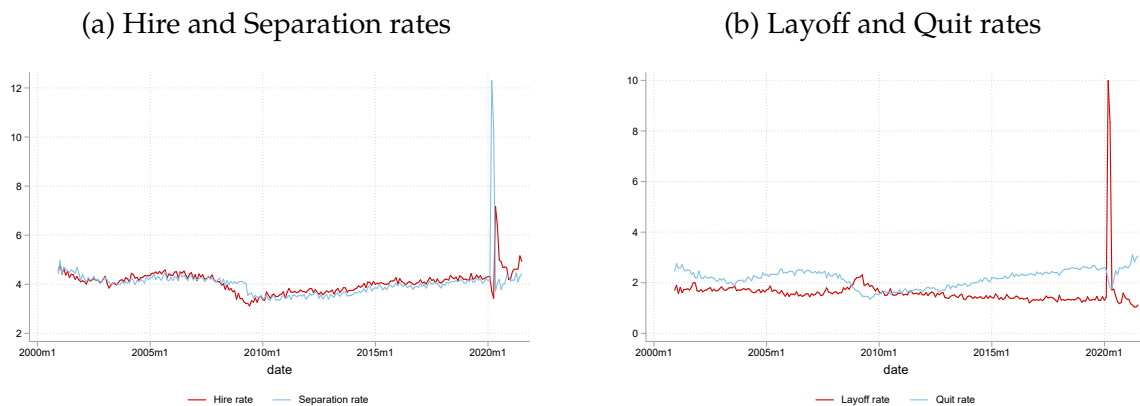 (a) Hire and Separation rates
12
10
8
6
4
2
2000m1 2005m1 2010m1 2015m1 2020m1
date
Hire rate Separation rate
(b) Layoff and Quit rates
10
8
6
4
2
0
2000m1 2005m1 2010m1 2015m1 2020m1
date
Layoff rate Quit rate